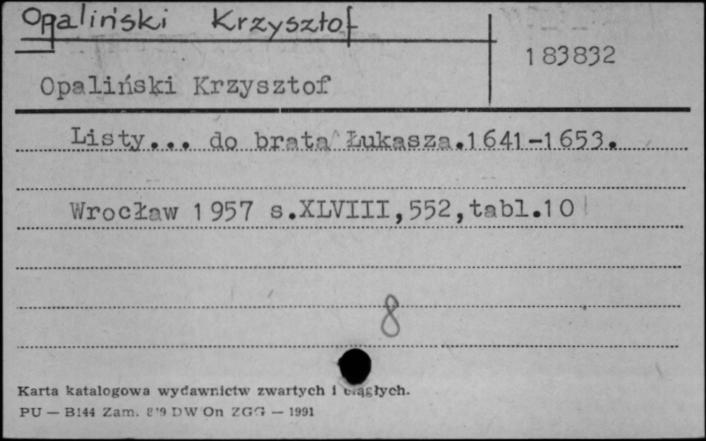 Opaliński Krzysztof
183832
Opaliński Krzysztof
Listy... do brata Łukasza.1641-1653.
Wrocław 1957 s.XLVIII,552,tabl.10
8
Karta katalogowa wydawnictw zwartych i ciągłych.
PU — B144 Zam. DW On ZGG — 1991